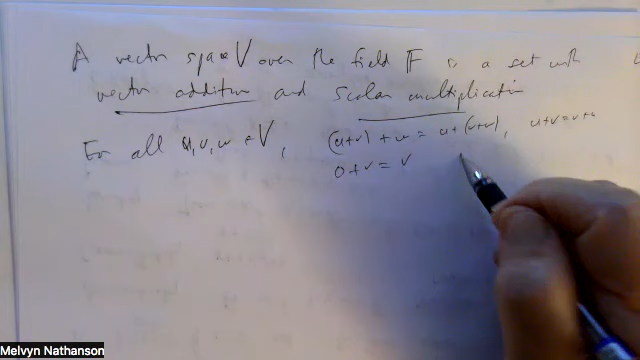 A vector space V over the field F is a set with
vector addition and scalar multiplication
For all u, v, w ∈ V, (u+v) + w = u + (v+w), u+v = v+u
0+v = v
Melvyn Nathanson